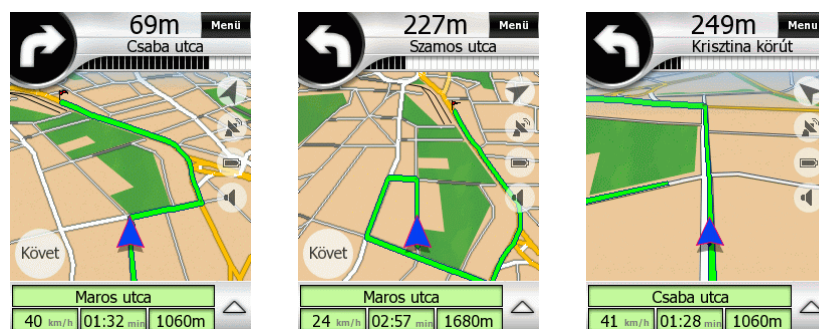 69m
Menü
Csaba utca
Követ
Maros utca
40 km/h 01:32 min 1060m
227m
Menü
Szamos utca
Követ
Maros utca
24 km/h 02:57 min 1680m
249m
Menu
Krisztina körút
Csaba utca
41 km/h 01:28 min 1060m